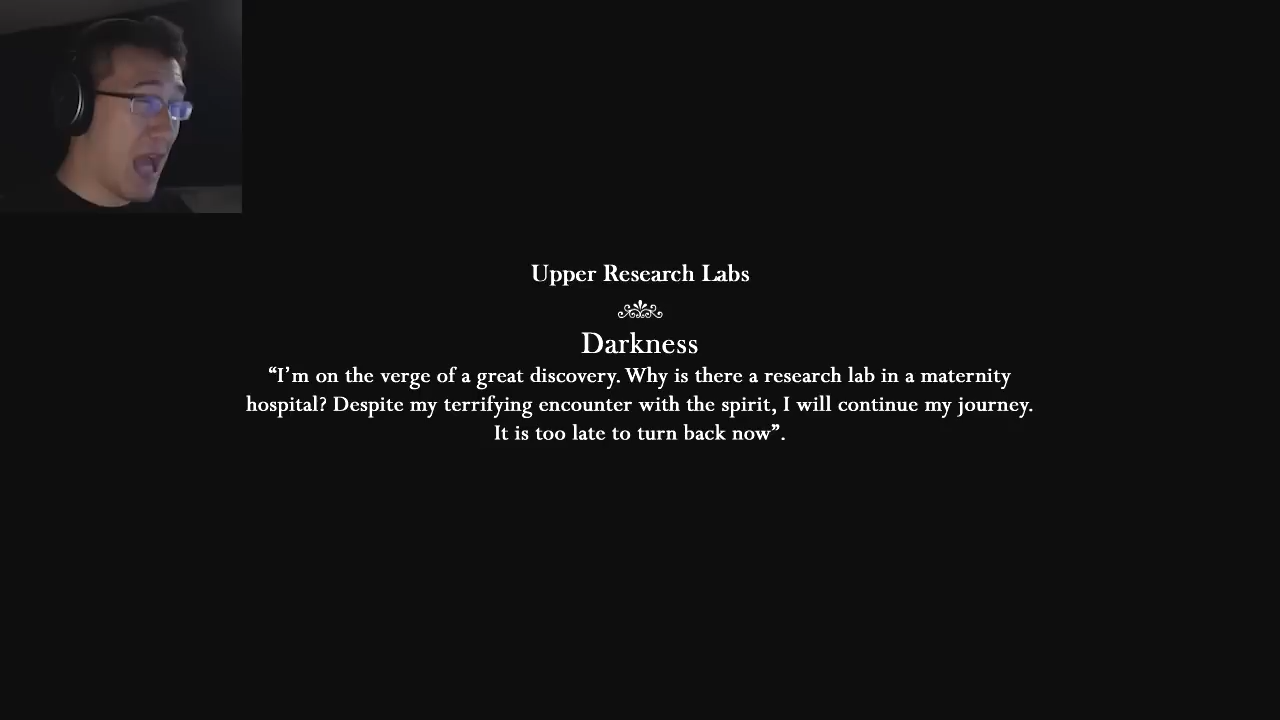 Upper Research Labs
Darkness
“I’m on the verge of a great discovery. Why is there a research lab in a maternity
hospital? Despite my terrifying encounter with the spirit, I will continue my journey.
It is too late to turn back now”.